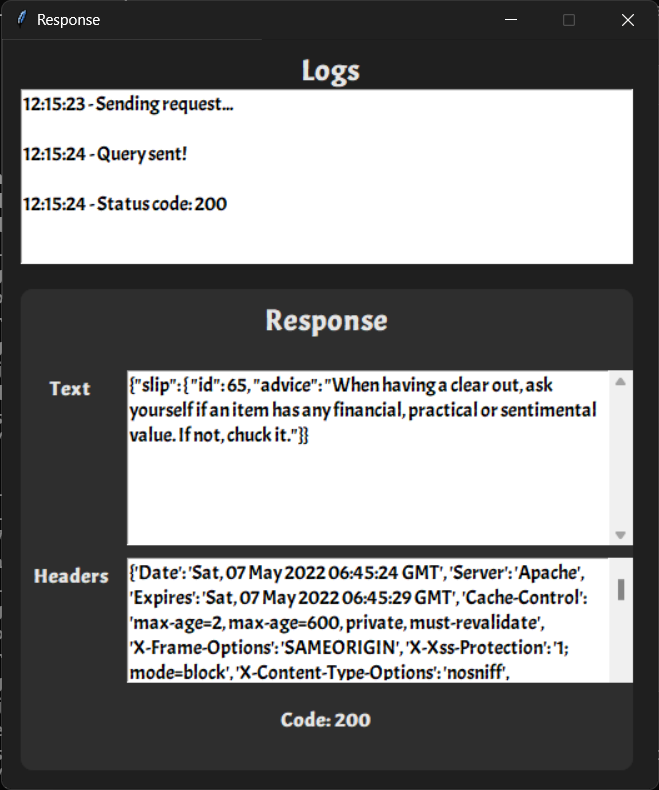 Response
Logs
12:15:23 - Sending request...
12:15:24 - Query sent!
12:15:24 - Status code: 200
Response
Text
{"slip": { "id": 65, "advice": "When having a clear out, ask
yourself if an item has any financial, practical or sentimental
value. If not, chuck it."}}
Headers
{'Date': 'Sat, 07 May 2022 06:45:24 GMT', 'Server': 'Apache',
'Expires': 'Sat, 07 May 2022 06:45:29 GMT', 'Cache-Control':
'max-age=2, max-age=600, private, must-revalidate',
'X-Frame-Options': 'SAMEORIGIN', 'X-Xss-Protection': '1;
mode=block', 'X-Content-Type-Options': 'nosniff',
Code: 200